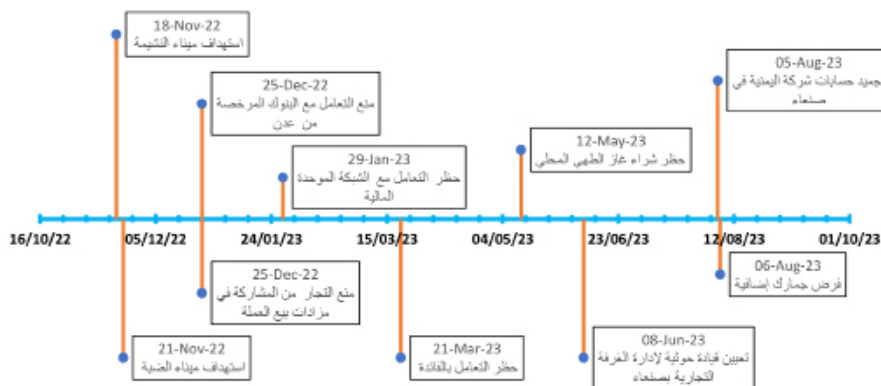 18-Nov-22
استهداف ميناء النشيمة
05-Aug-23
جميد حسابات شركة اليمنية في
صنعاء
25-Dec-22
منع التعامل مع البنوك المرخصة
من عدن
12-May-23
حظر شراء غاز الطهي المحلي
29-Jan-23
حظر التعامل مع الشبكة الموحدة
المالية
16/10/22 05/12/22 24/01/23 15/03/23 04/05/23 23/06/23 12/08/23 01/10/23
25-Dec-22
منع التجار من المشاركة في
مزادات بيع العملة
06-Aug-23
فرض جمارك إضافية
21-Nov-22
استهداف ميناء الضبة
21-Mar-23
حظر التعامل بالفائدة
08-Jun-23
تعيين قيادة حوثية لادارة الغرفة
التجارية بصنعاء